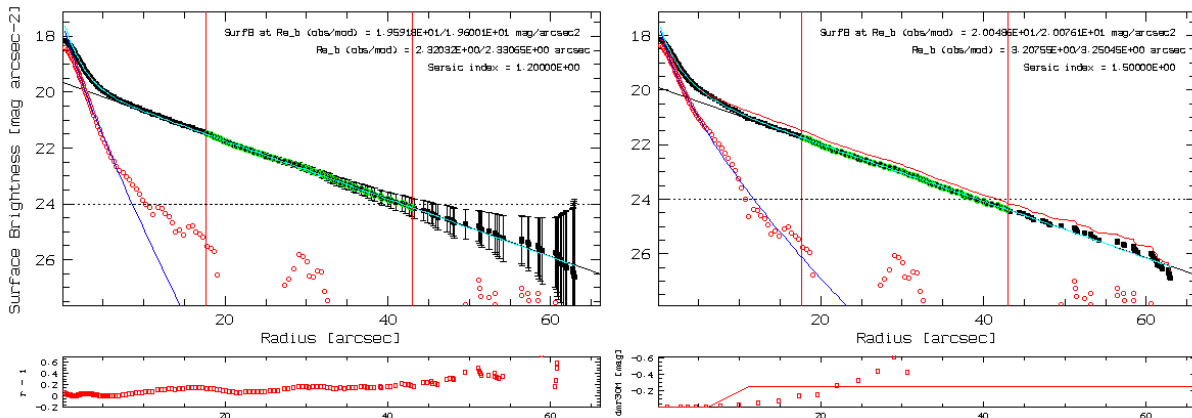 SurfB at Re_b (obs/mod) = 1.95918E+01/1.96001E+01 mag/arcsec2
Re_b (obs/mod) = 2.32032E+00/2.33065E+00 arcsec
Sersic index = 1.20000E+00
18
20
22
24
26
Surface Brightness [mag arcsec-2]
20
40
60
Radius [arcsec]
SurfB at Re_b (obs/mod) = 2.00486E+01/2.00761E+01 mag/arcsec2
Re_b (obs/mod) = 3.20755E+00/3.25045E+00 arcsec
Sersic index = 1.50000E+00
18
20
22
24
26
20
40
60
Radius [arcsec]
0.6
0.4
0.2
0
-0.2
r - i
0
20
40
60
-0.6
-0.4
-0.2
[mag]
0
20
40
60